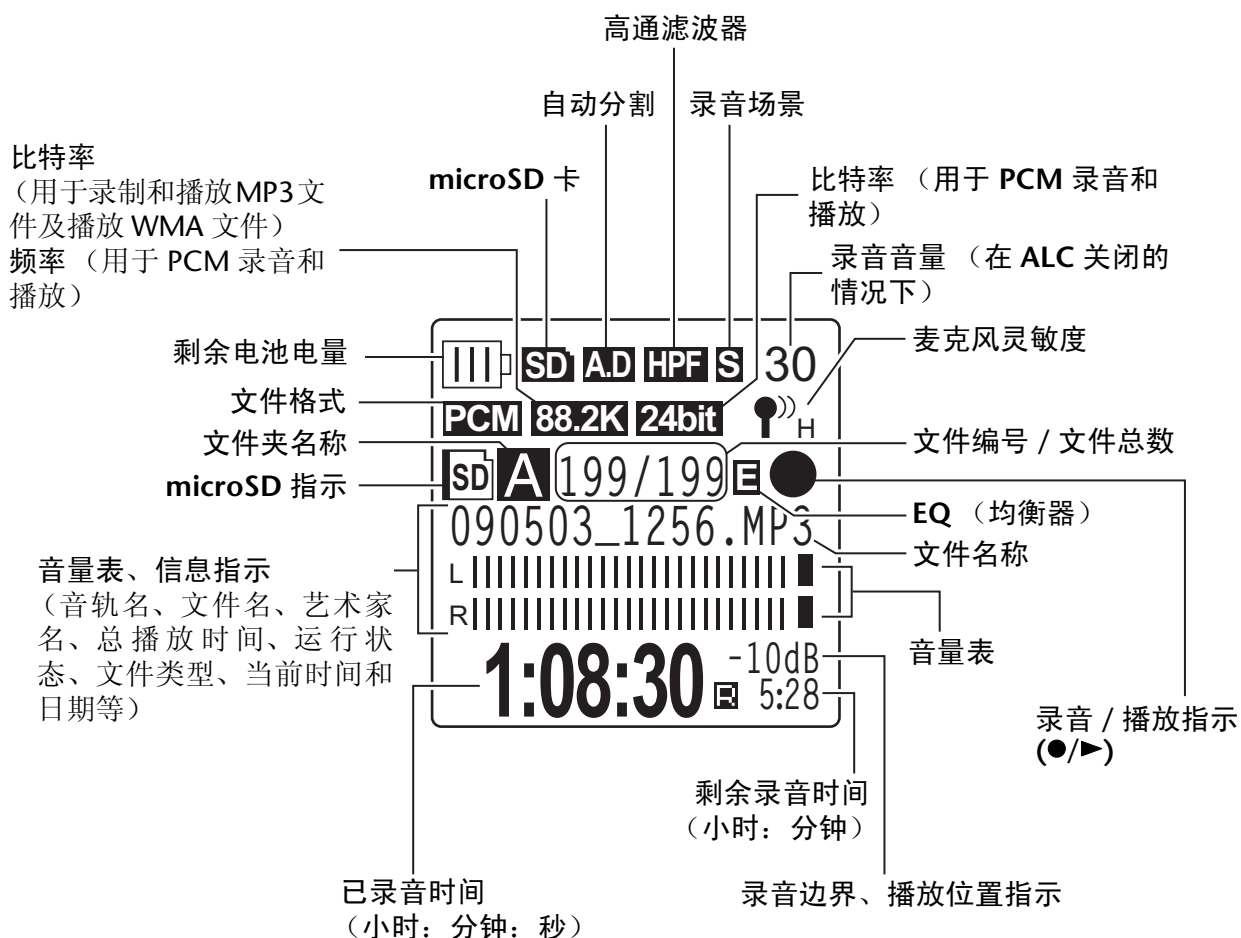 高通滤波器
自动分割
录音场景
比特率
（用于录制和播放MP3文
件及播放 WMA 文件）
频率 （用于 PCM 录音和
播放）
microSD 卡
比特率 （用于 PCM 录音和
播放）
录音音量 （在 ALC 关闭的
情况下）
麦克风灵敏度
剩余电池电量
文件格式
文件夹名称
microSD 指示
SD A.D HPF S 30
PCM 88.2K 24bit H
SD A 199/199 E
090503_1256.MP3
L
R
1:08:30 -10dB
R 5:28
文件编号 / 文件总数
EQ （均衡器）
文件名称
音量表、信息指示
（音轨名、文件名、艺术家
名、总播放时间、运行状
态、文件类型、当前时间和
日期等）
音量表
录音 / 播放指示
(●/►)
剩余录音时间
（小时：分钟）
已录音时间
（小时：分钟：秒）
录音边界、播放位置指示